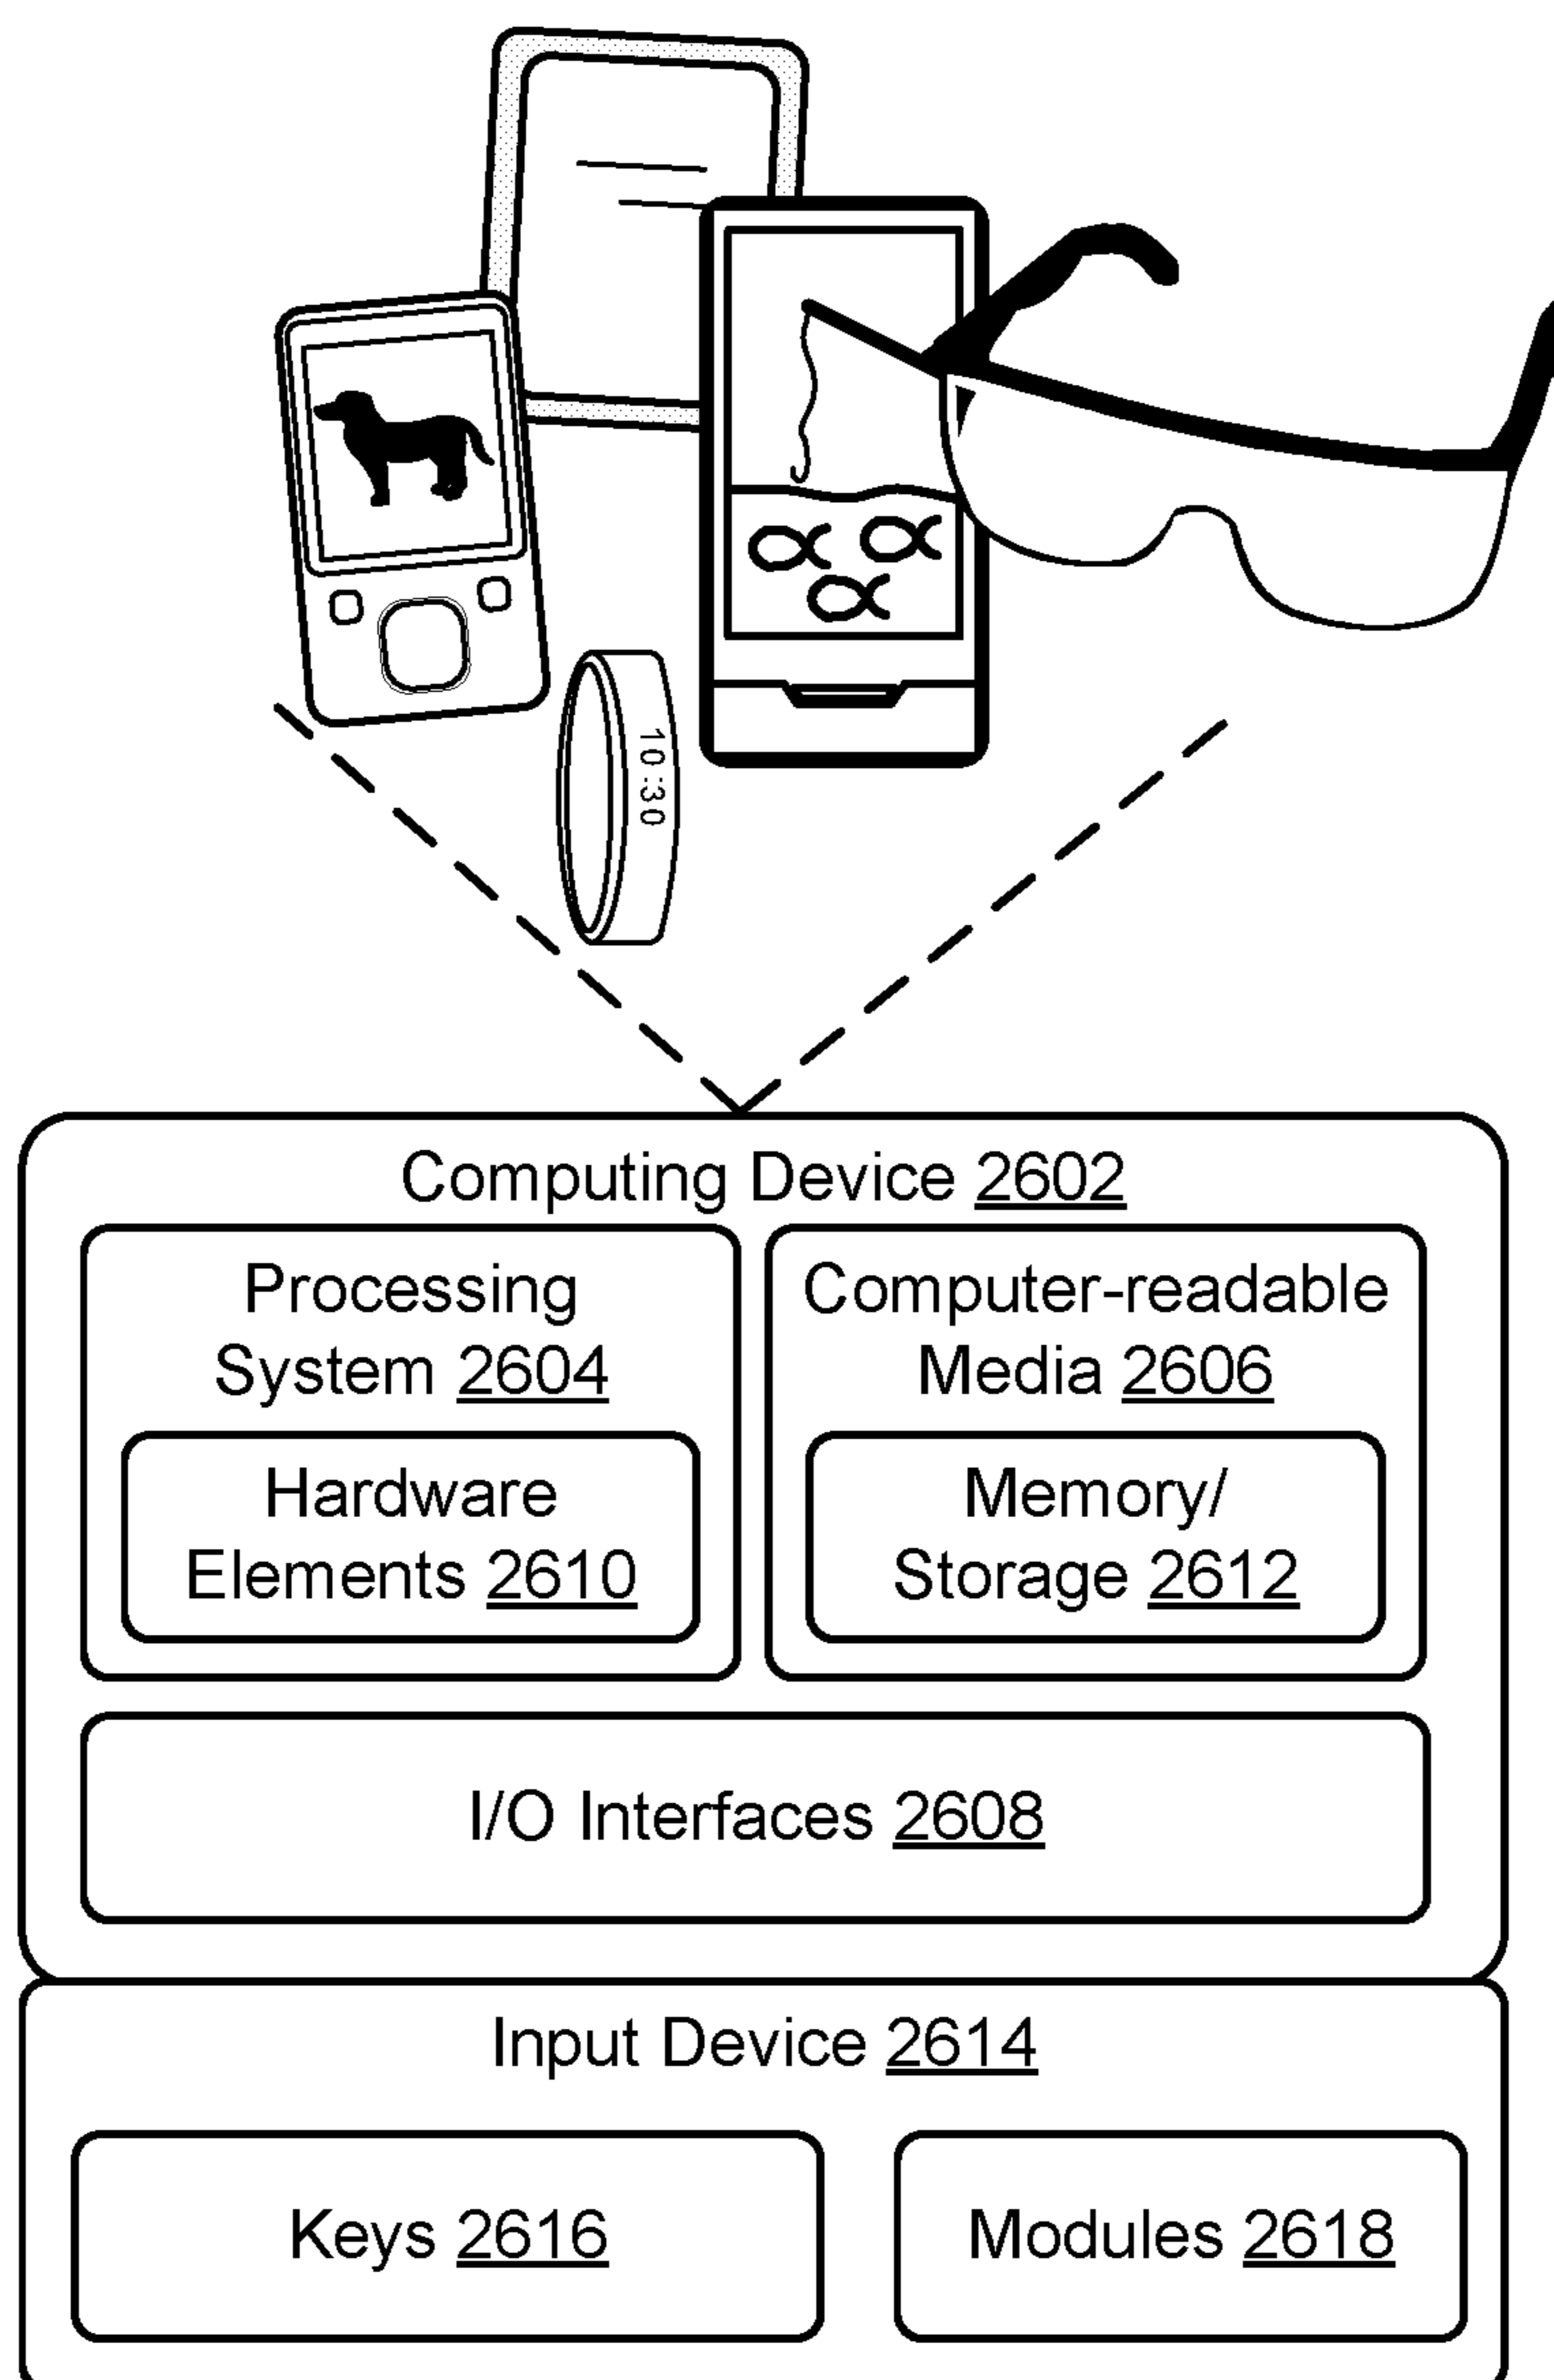 10:30
Computing Device 2602
Processing
System 2604
Hardware
Elements 2610
Computer-readable
Media 2606
Memory/
Storage 2612
I/O Interfaces 2608
Input Device 2614
Keys 2616
Modules 2618